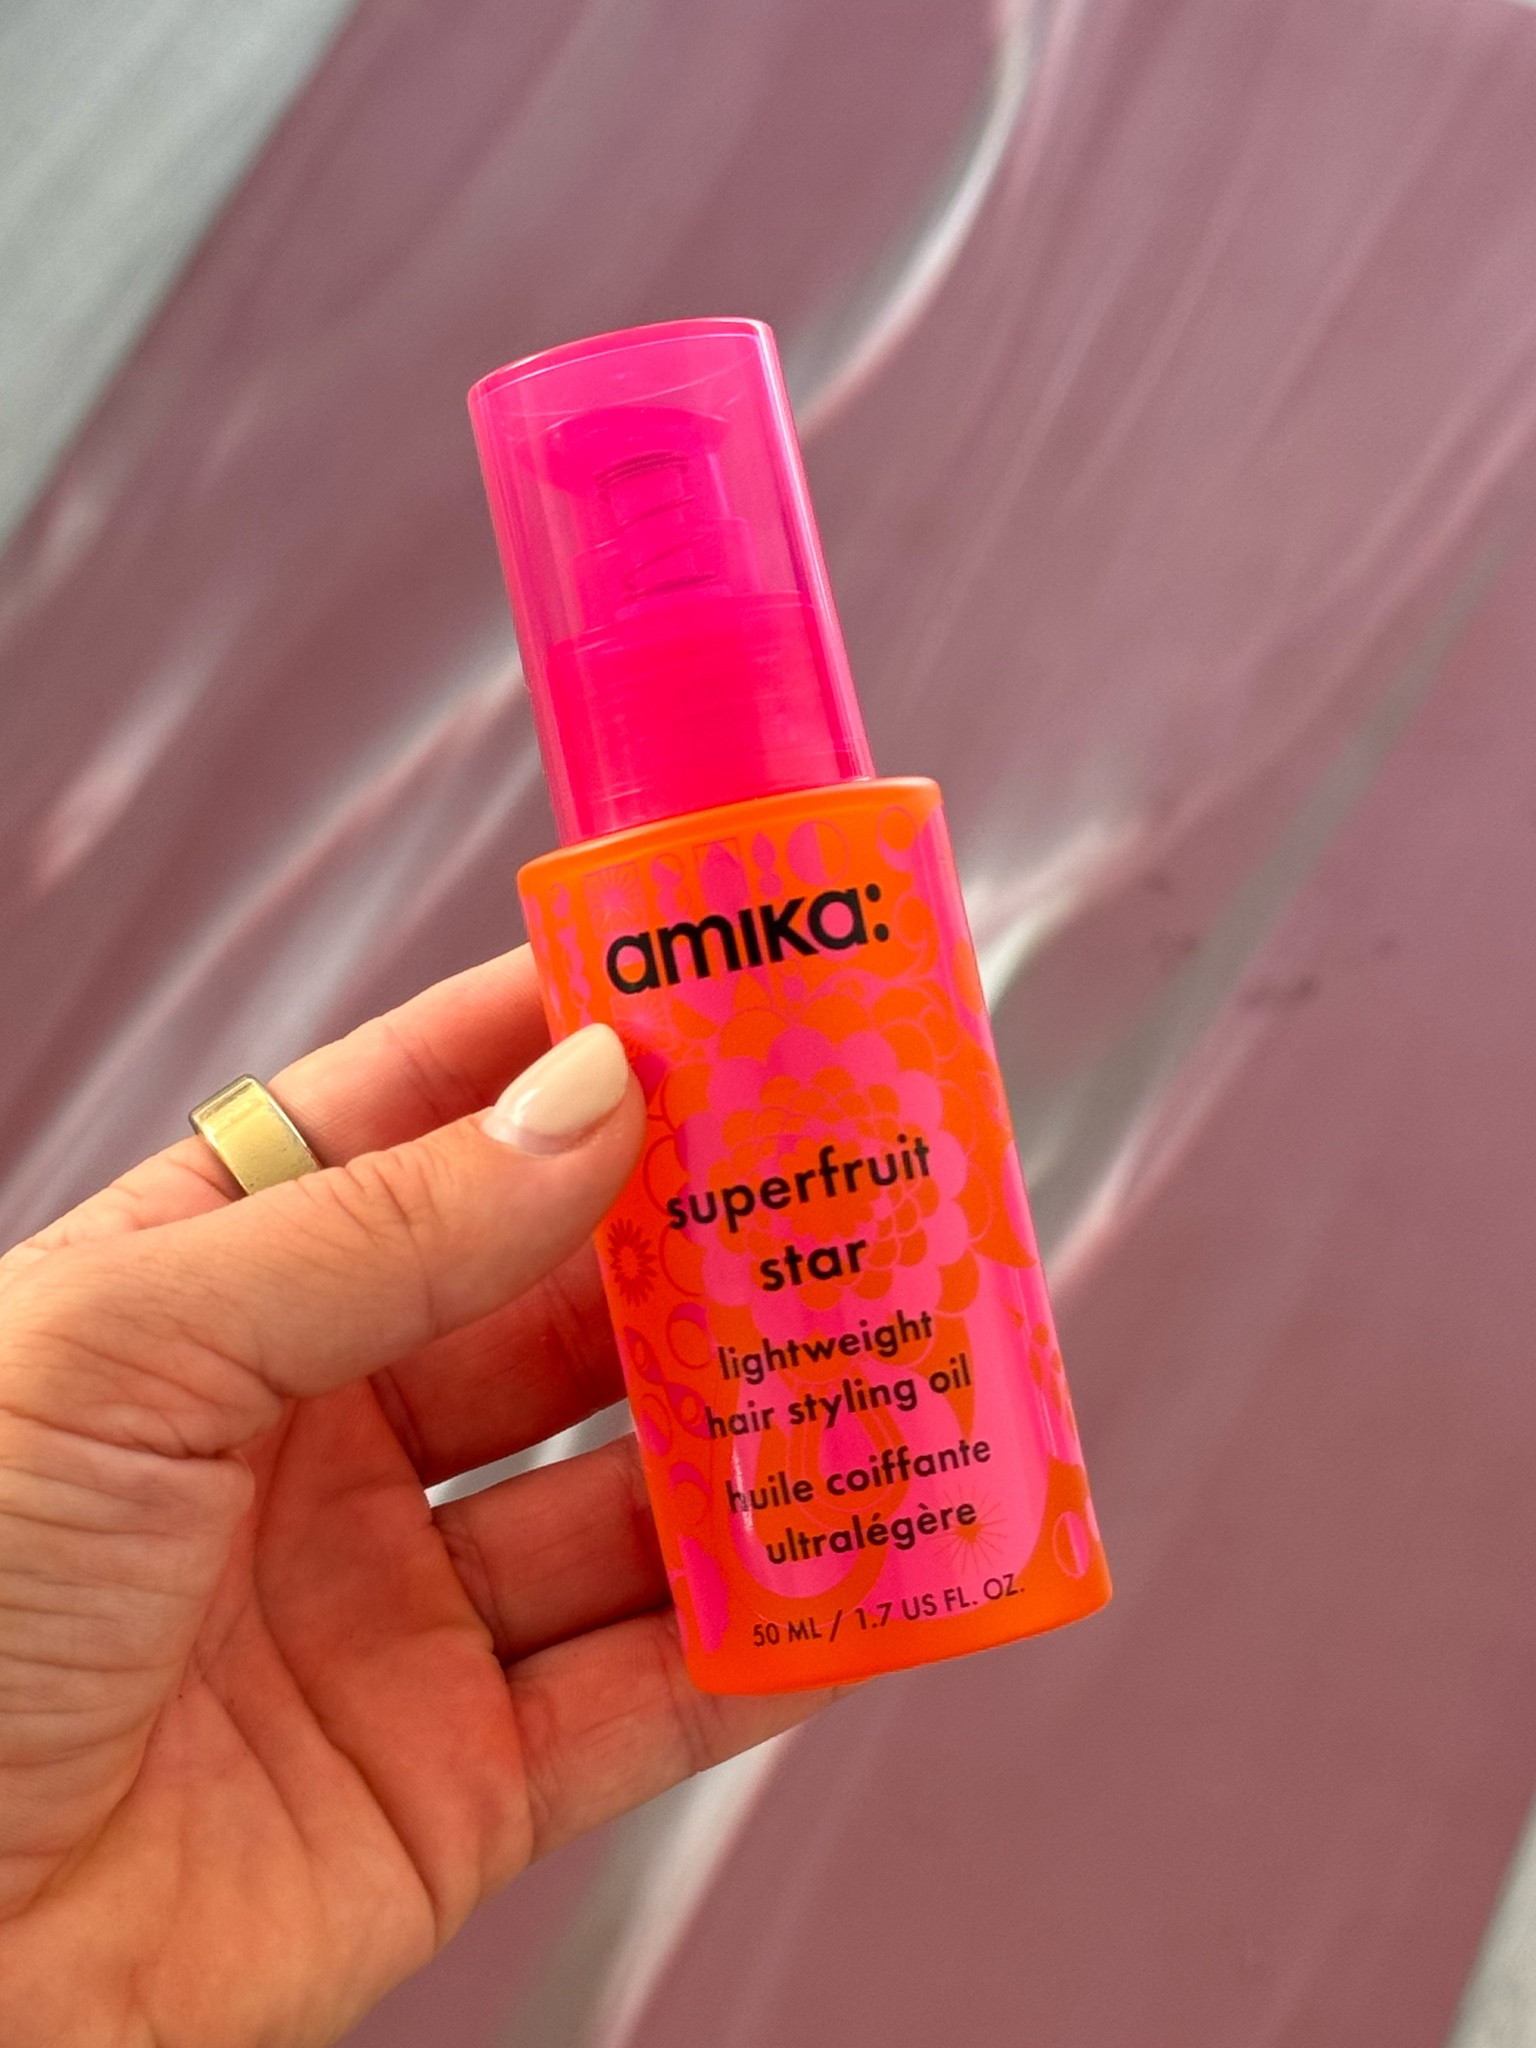 amika:
superfruit
star
lightweight
hair styling oil
huile coiffante
ultralégère
50 ML / 1.7 US FL. OZ.